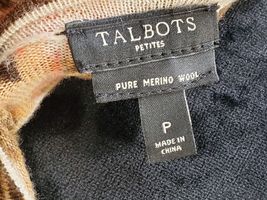 TALBOTS
PETITES
PURE MERINO WOOL
P
MADE IN
CHINA